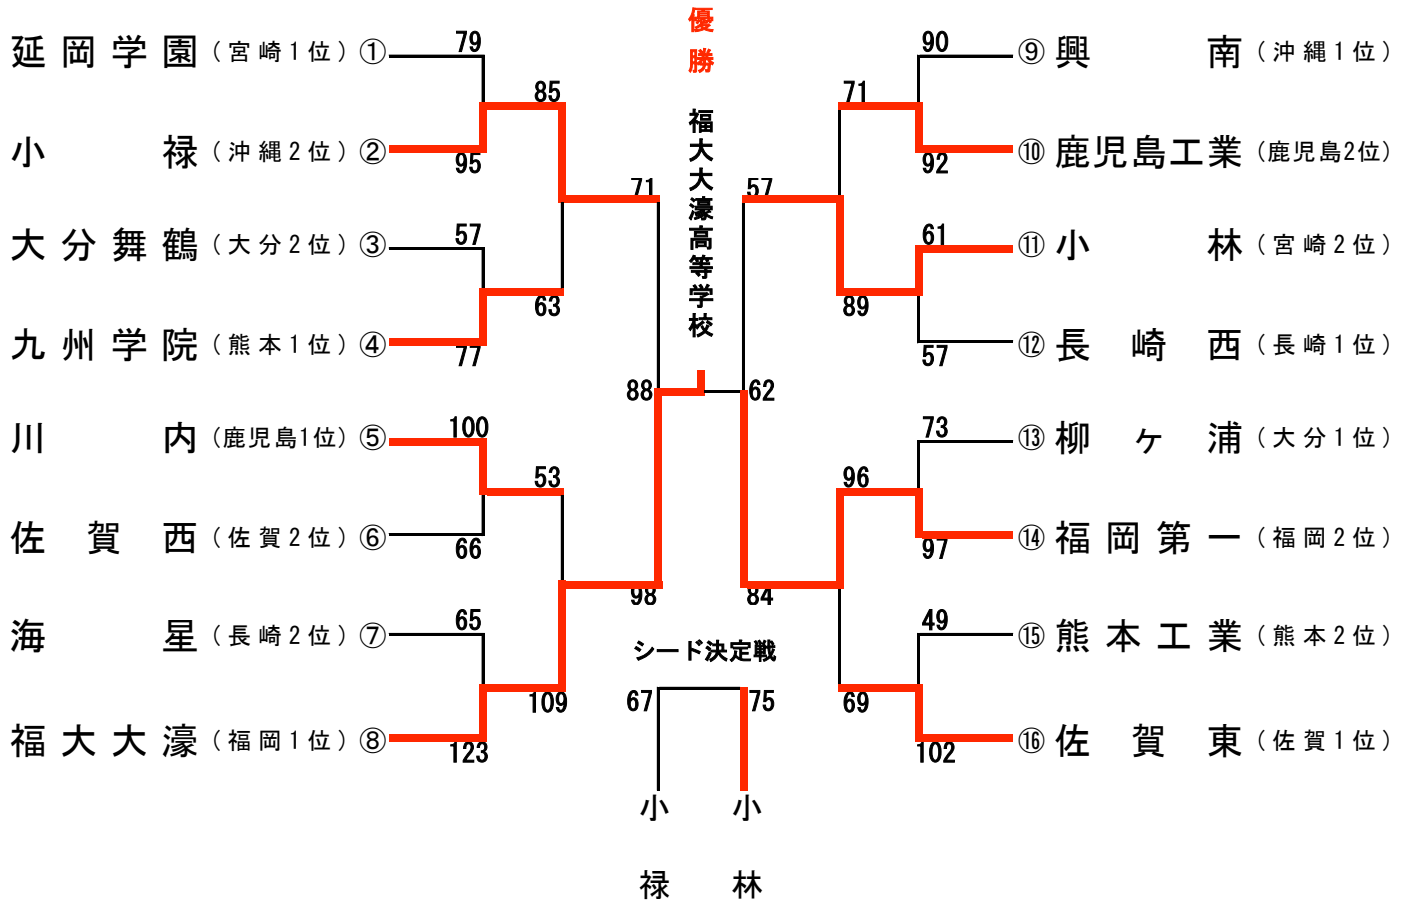 優勝
福大大濠高等学校
延岡学園(宮崎1位)①
79
85
小禄(沖縄2位)②
95
71
大分舞鶴(大分2位)③
57
63
九州学院(熊本1位)④
77
88
川内(鹿児島1位)⑤
100
53
佐賀西(佐賀2位)⑥
66
98
海星(長崎2位)⑦
65
109
福大大濠(福岡1位)⑧
123
90
⑨興南(沖縄1位)
71
92
⑩鹿児島工業(鹿児島2位)
57
61
⑪小林(宮崎2位)
89
57
⑫長崎西(長崎1位)
62
73
⑬柳ヶ浦(大分1位)
96
97
⑭福岡第一(福岡2位)
84
49
⑮熊本工業(熊本2位)
69
102
⑯佐賀東(佐賀1位)
シード決定戦
67
75
小禄
小林